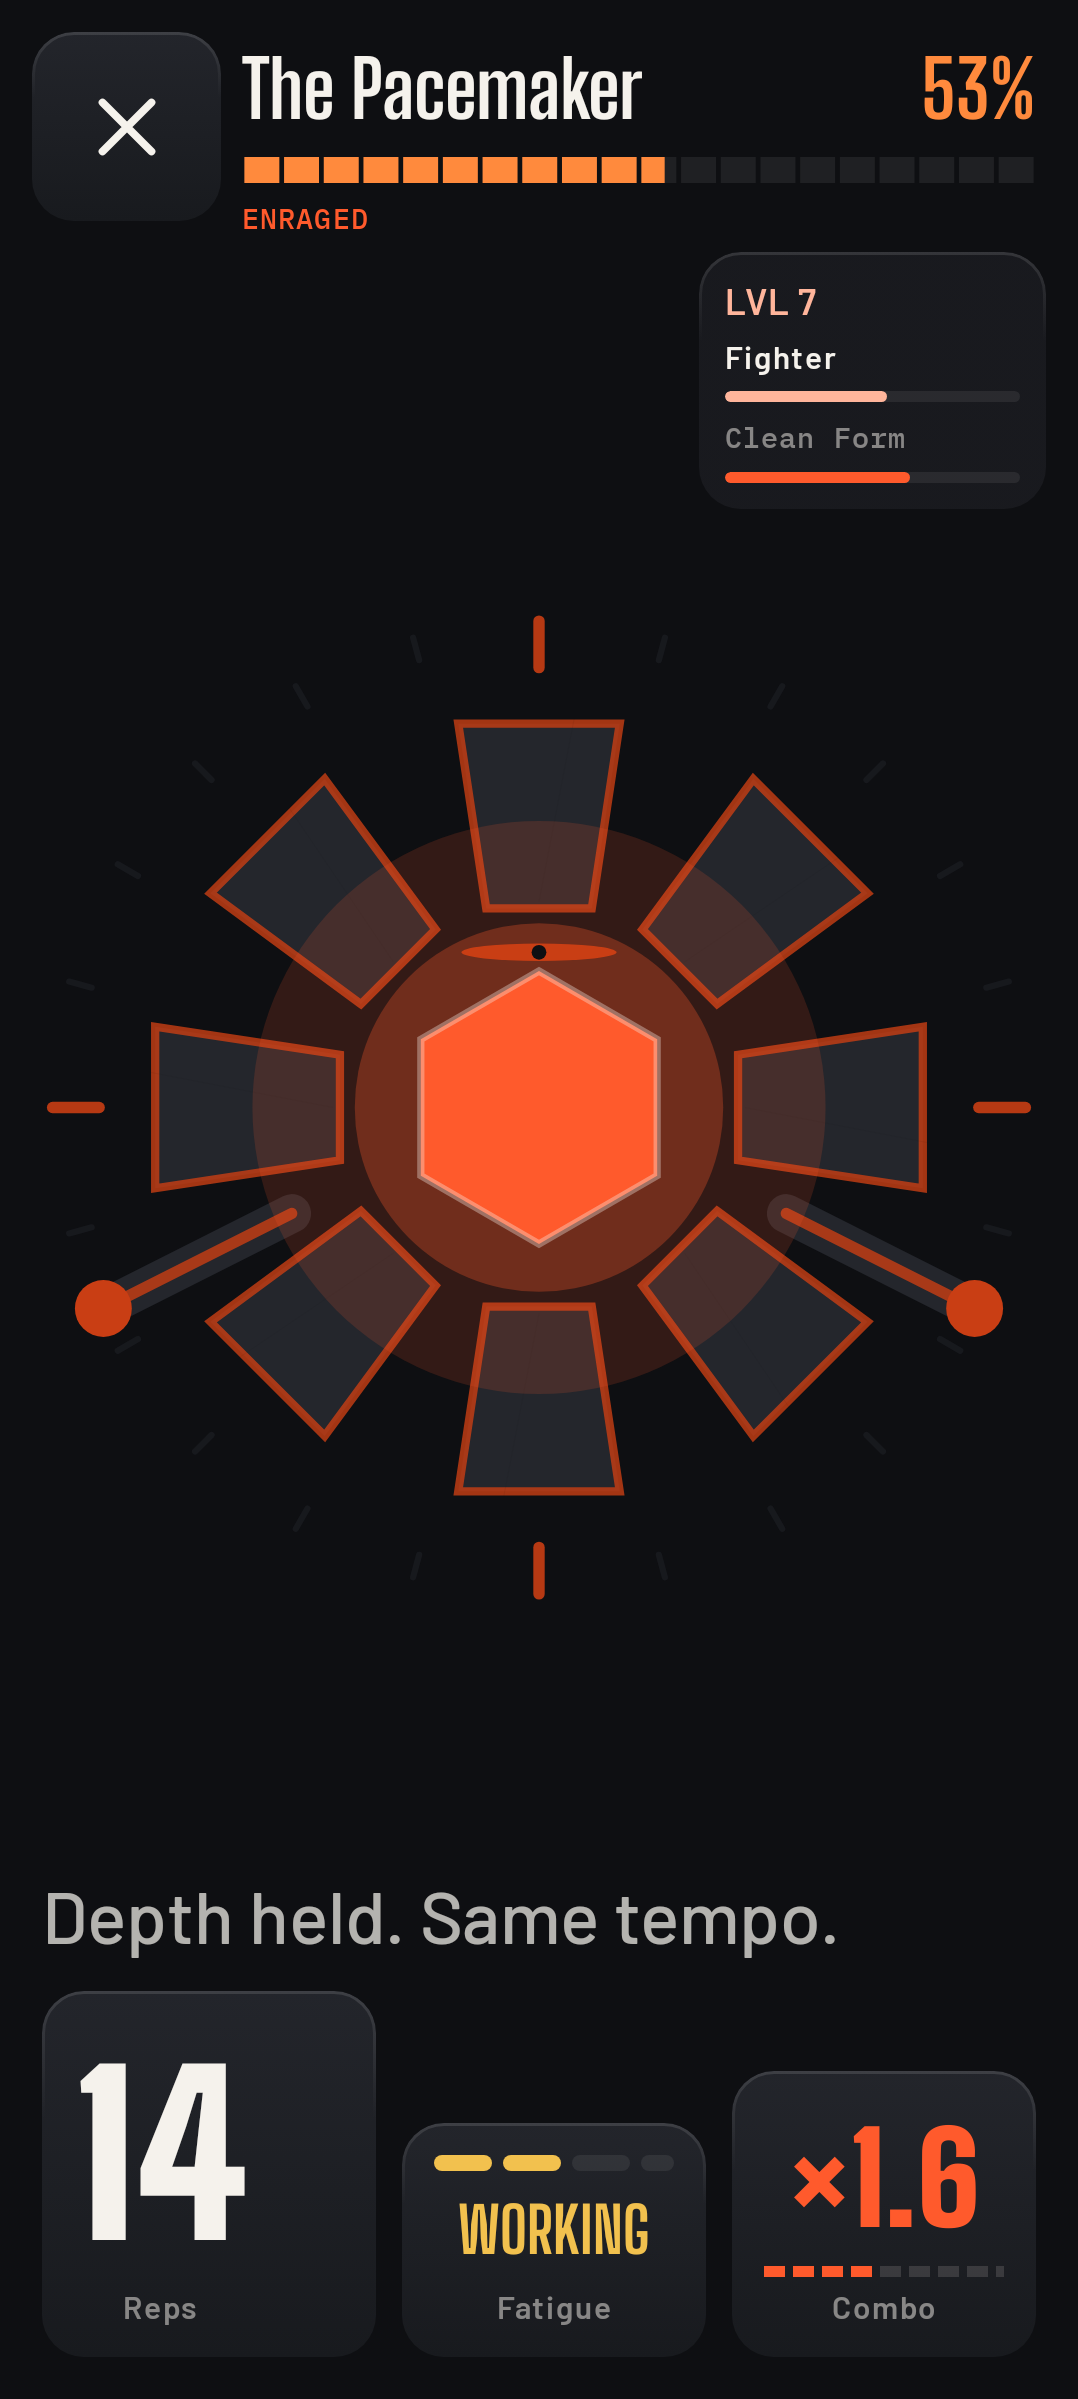 The Pacemaker
53%
ENRAGED
LVL 7
Fighter
Clean Form
Depth held. Same tempo.
14
Reps
WORKING
Fatigue
×1.6
Combo